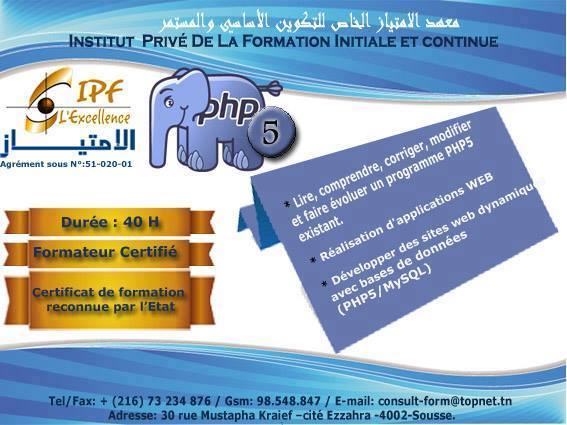 معهد الامتياز الخاص للتكوين الأساسي والمستمر
INSTITUT PRIVÉ DE LA FORMATION INITIALE ET CONTINUE
IPF
L'Excellence
الامتياز
Agrément sous N°:51-020-01
php
5
* Lire, comprendre, corriger, modifier
et faire évoluer un programme PHP5
existant.
* Réalisation d'applications WEB
* Développer des sites web dynamiqu
avec bases de données
(PHP5/MySQL)
Durée : 40 H
Formateur Certifié
Certificat de formation
reconnue par l'Etat
Tel/Fax: + (216) 73 234 876 / Gsm: 98.548.847 / E-mail: consult-form@topnet.tn
Adresse: 30 rue Mustapha Kraief –cité Ezzahra -4002-Sousse.